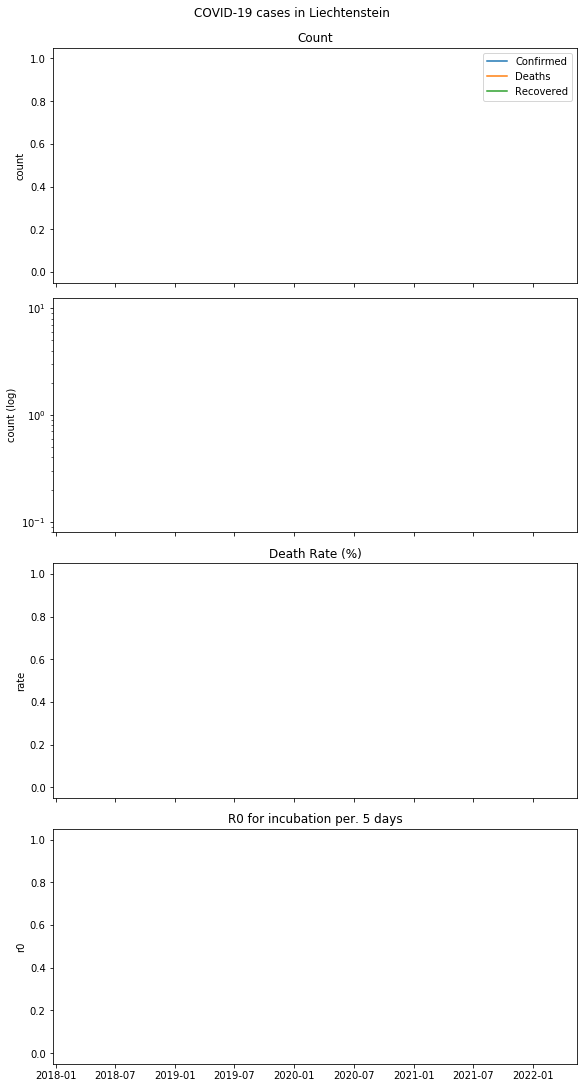 COVID-19 cases in Liechtenstein
Count
Confirmed
Deaths
Recovered
1.0
0.8
0.6
0.4
0.2
0.0
count
10¹
10⁰
10⁻¹
count (log)
Death Rate (%)
1.0
0.8
0.6
0.4
0.2
0.0
rate
R0 for incubation per. 5 days
1.0
0.8
0.6
0.4
0.2
0.0
r0
2018-01 2018-07 2019-01 2019-07 2020-01 2020-07 2021-01 2021-07 2022-01